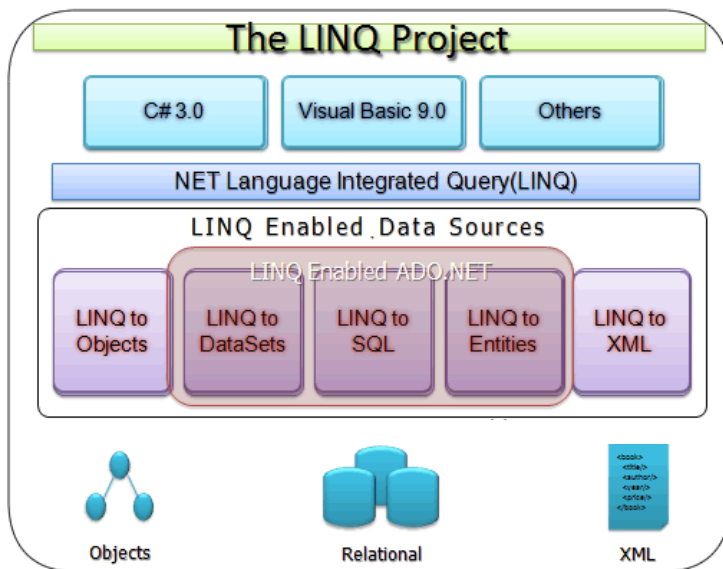 The LINQ Project
C# 3.0
Visual Basic 9.0
Others
NET Language Integrated Query(LINQ)
LINQ Enabled .Data Sources
LINQ Enabled ADO.NET
LINQ to
Objects
LINQ to
DataSets
LINQ to
SQL
LINQ to
Entities
LINQ to
XML
<book>
<title/>
<author/>
<year/>
<price/>
</book>
Objects
Relational
XML